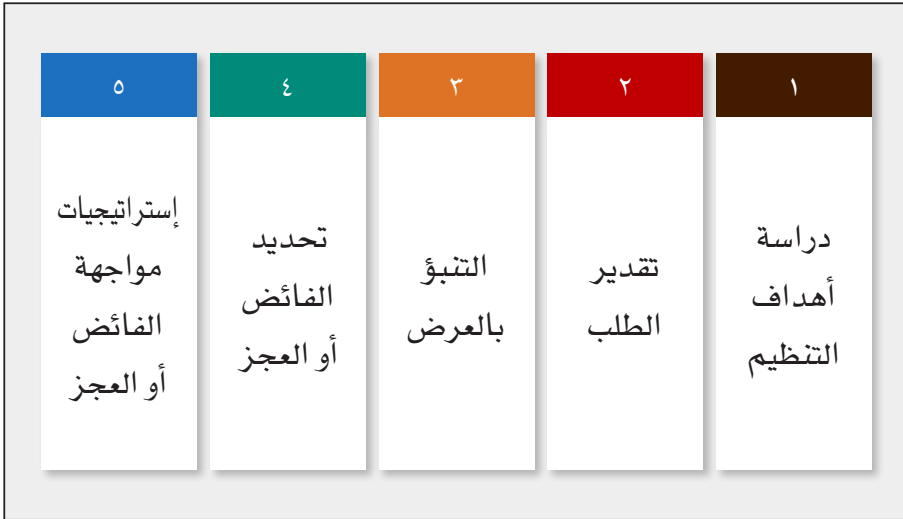 ١
دراسة
أهداف
التنظيم
٢
تقدير
الطلب
٣
التنبؤ
بالعرض
٤
تحديد
الفائض
أو العجز
٥
إستراتيجيات
مواجهة
الفائض
أو العجز